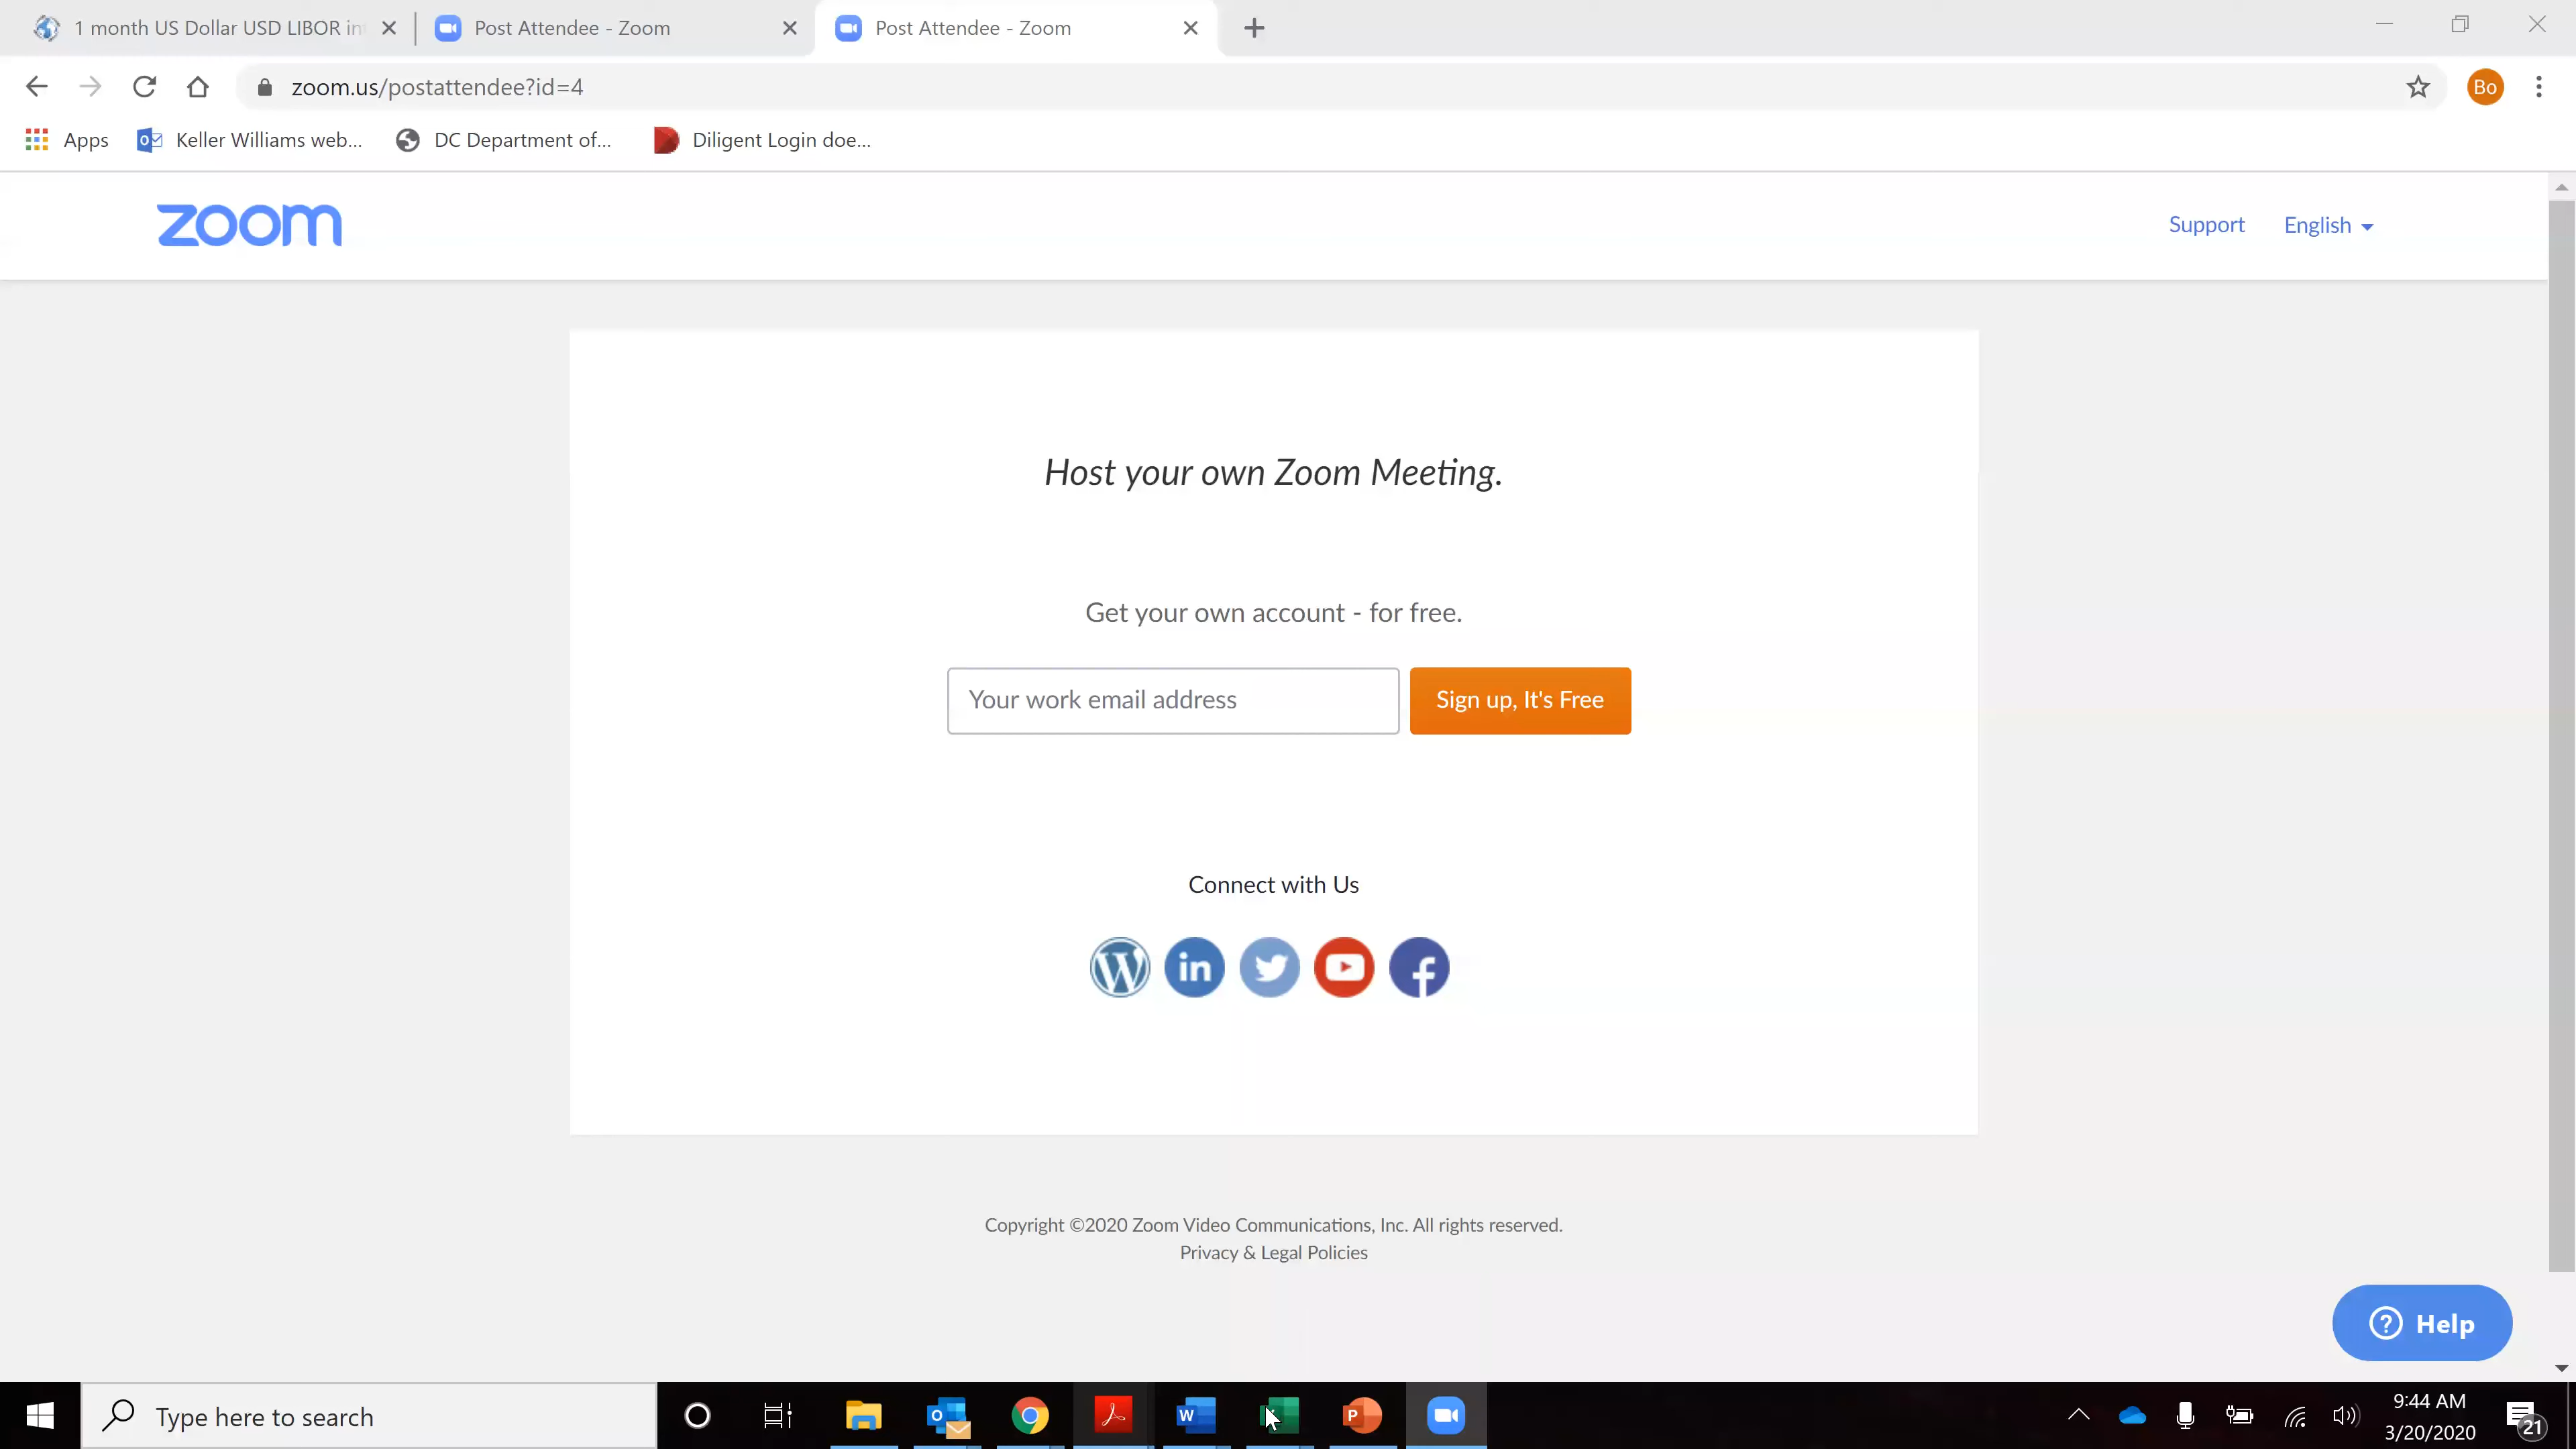 1 month US Dollar USD LIBOR in
Post Attendee - Zoom
Post Attendee - Zoom
zoom.us/postattendee?id=4
Bo
Apps
Keller Williams web...
DC Department of...
Diligent Login doe...
zoom
Support
English
Host your own Zoom Meeting.
Get your own account - for free.
Your work email address
Sign up, It's Free
Connect with Us
Copyright ©2020 Zoom Video Communications, Inc. All rights reserved.
Privacy & Legal Policies
? Help
Type here to search
9:44 AM
3/20/2020
21